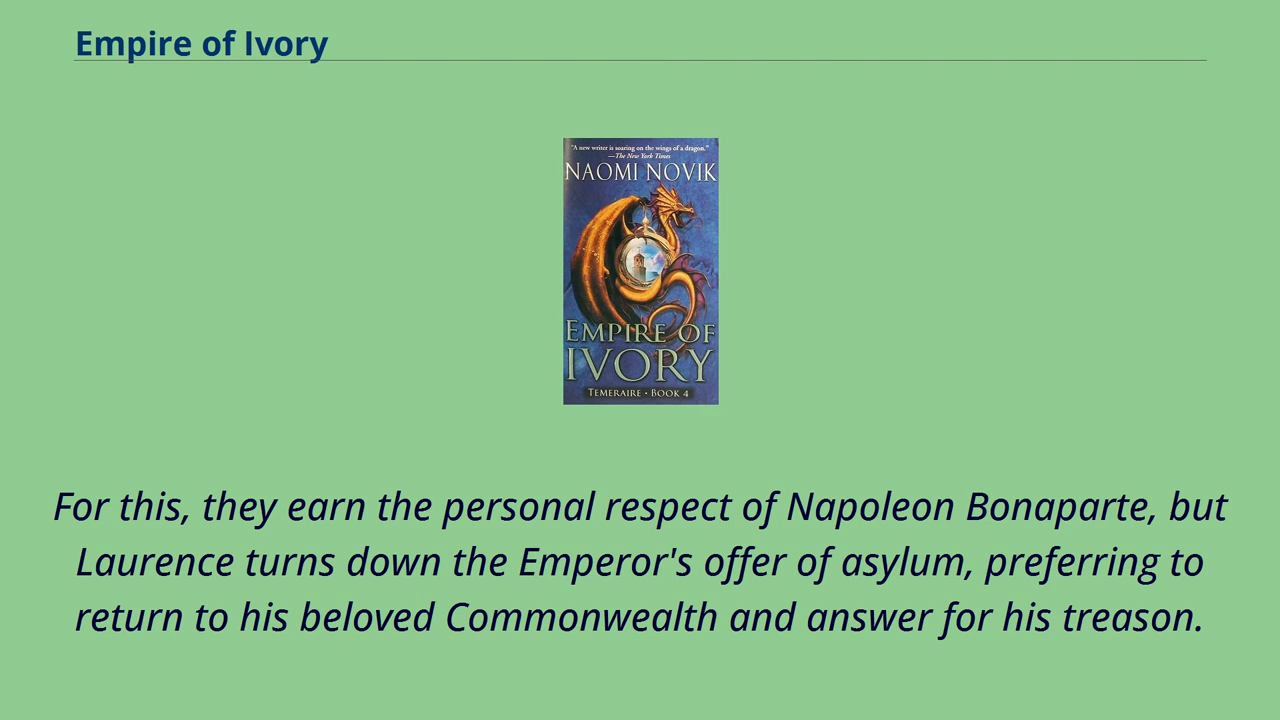 Empire of Ivory
"A new writer is soaring on the wings of a dragon."
—The New York Times
NAOMI NOVIK
EMPIRE OF
IVORY
TEMERAIRE • BOOK 4
For this, they earn the personal respect of Napoleon Bonaparte, but
Laurence turns down the Emperor's offer of asylum, preferring to
return to his beloved Commonwealth and answer for his treason.